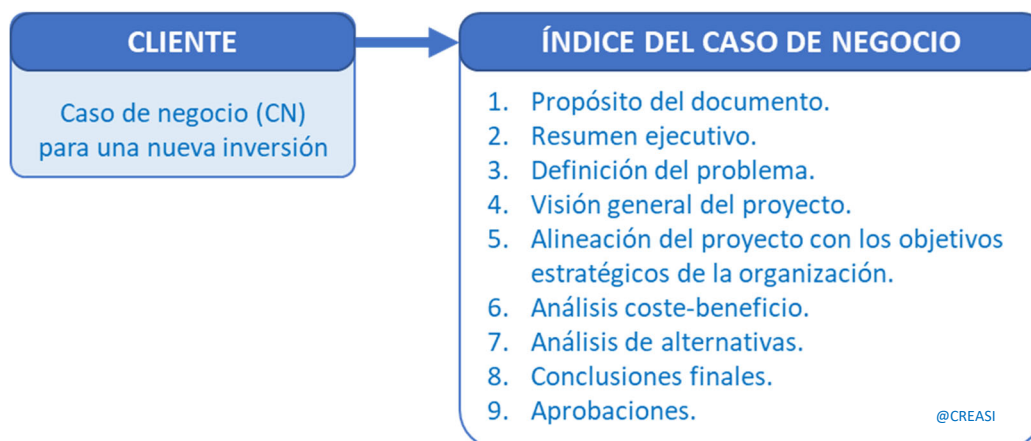 CLIENTE
Caso de negocio (CN)
para una nueva inversión
ÍNDICE DEL CASO DE NEGOCIO
1. Propósito del documento.
2. Resumen ejecutivo.
3. Definición del problema.
4. Visión general del proyecto.
5. Alineación del proyecto con los objetivos
estratégicos de la organización.
6. Análisis coste-beneficio.
7. Análisis de alternativas.
8. Conclusiones finales.
9. Aprobaciones.
@CREASI